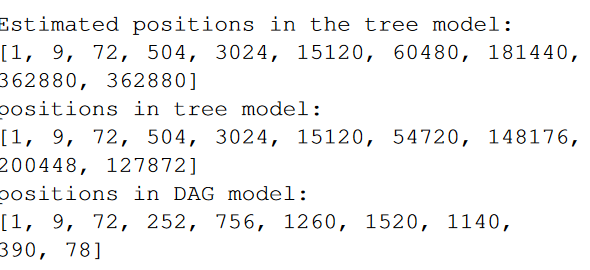 Estimated positions in the tree model:
[1, 9, 72, 504, 3024, 15120, 60480, 181440,
362880, 362880]
positions in tree model:
[1, 9, 72, 504, 3024, 15120, 54720, 148176,
200448, 127872]
positions in DAG model:
[1, 9, 72, 252, 756, 1260, 1520, 1140,
390, 78]